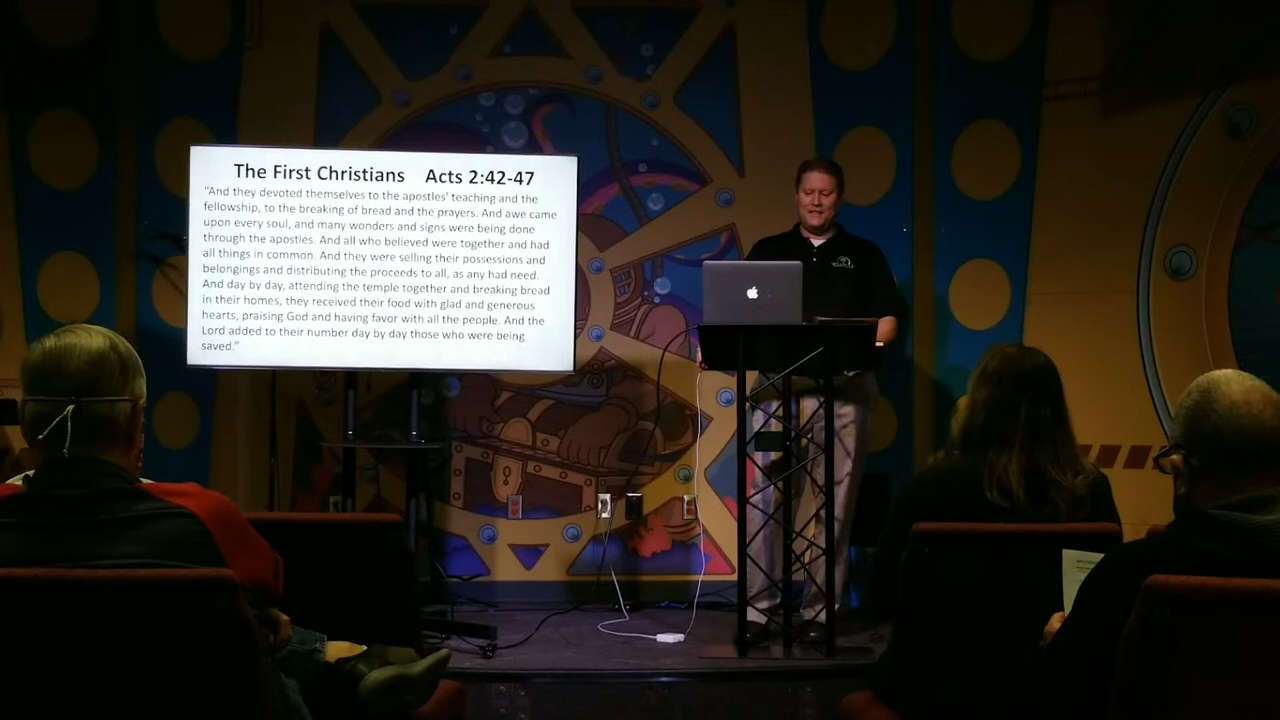 The First Christians Acts 2:42-47
"And they devoted themselves to the apostles' teaching and the
fellowship, to the breaking of bread and the prayers. And awe came
upon every soul, and many wonders and signs were being done
through the apostles. And all who believed were together and had
all things in common. And they were selling their possessions and
belongings and distributing the proceeds to all, as any had need.
And day by day, attending the temple together and breaking bread
in their homes, they received their food with glad and generous
hearts, praising God and having favor with all the people. And the
Lord added to their number day by day those who were being
saved."